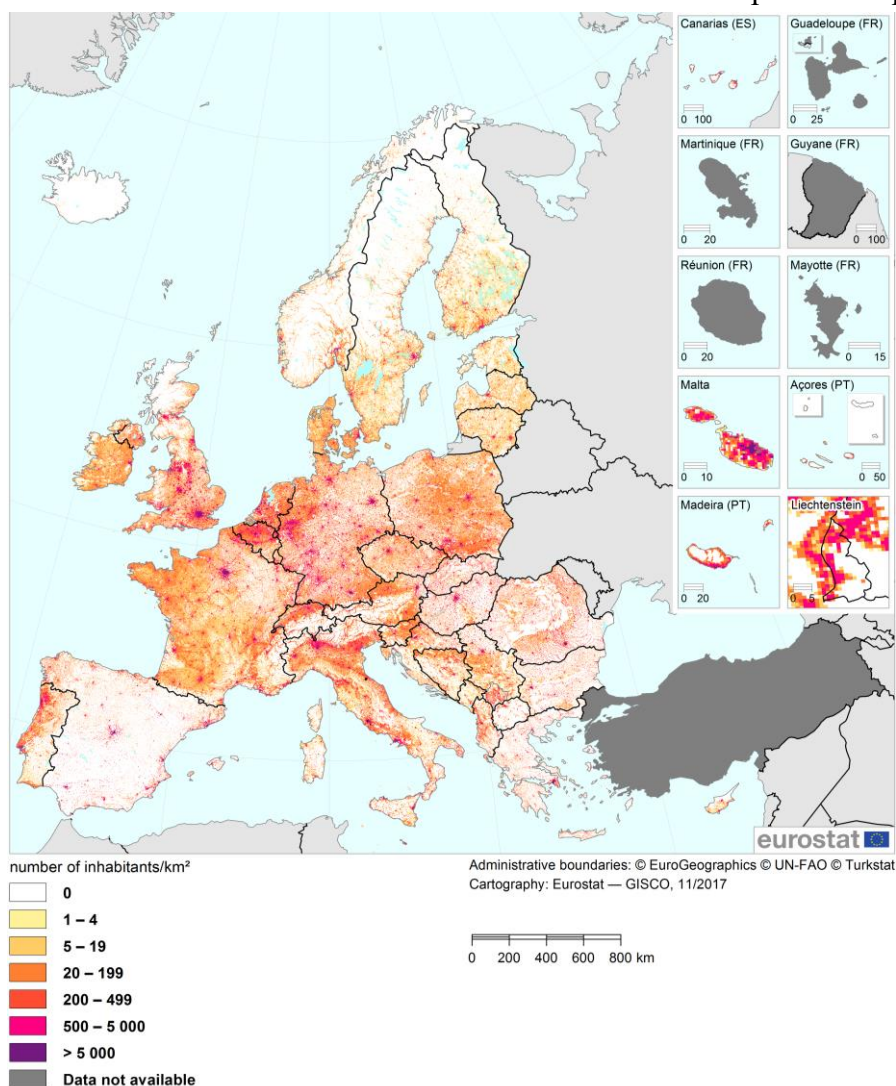 Canarias (ES)
0 100
Guadeloupe (FR)
0 25
Martinique (FR)
0 20
Guyane (FR)
0 100
Réunion (FR)
0 20
Mayotte (FR)
0 15
Malta
0 10
Açores (PT)
0 50
Madeira (PT)
0 20
Liechtenstein
0 5
eurostat
number of inhabitants/km²
0
1 – 4
5 – 19
20 – 199
200 – 499
500 – 5 000
> 5 000
Data not available
Administrative boundaries: © EuroGeographics © UN-FAO © Turkstat
Cartography: Eurostat — GISCO, 11/2017
0 200 400 600 800 km